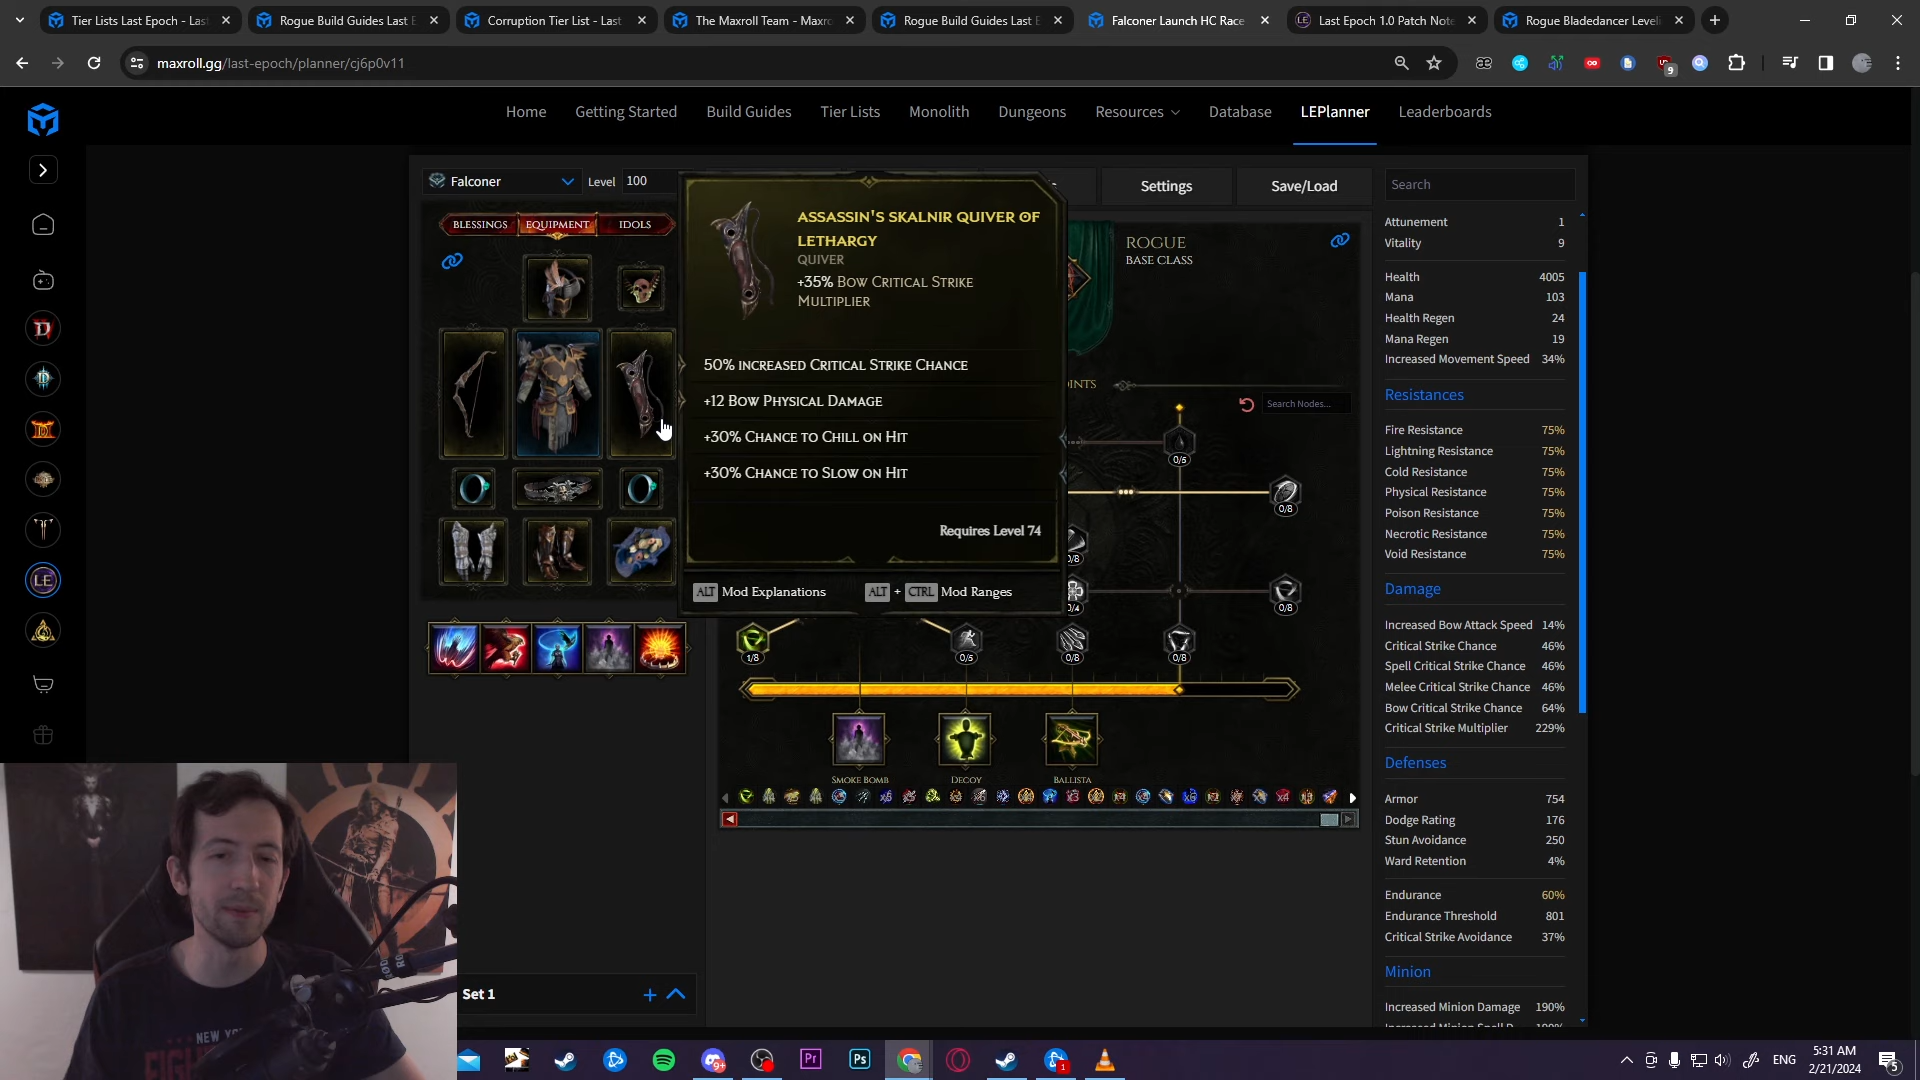 Tier Lists Last Epoch - Last
Rogue Build Guides Last E
Corruption Tier List - Last
The Maxroll Team - Maxro
Rogue Build Guides Last E
Falconer Launch HC Race
Last Epoch 1.0 Patch Note
Rogue Bladedancer Leveli
maxroll.gg/last-epoch/planner/cj6p0v11
9
Home
Getting Started
Build Guides
Tier Lists
Monolith
Dungeons
Resources
Database
LEPlanner
Leaderboards
Falconer
Level
100
Settings
Save/Load
Search
BLESSINGS
EQUIPMENT
IDOLS
ASSASSIN'S SKALNIR QUIVER OF
LETHARGY
QUIVER
+35% BOW CRITICAL STRIKE
MULTIPLIER
50% INCREASED CRITICAL STRIKE CHANCE
+12 BOW PHYSICAL DAMAGE
+30% CHANCE TO CHILL ON HIT
+30% CHANCE TO SLOW ON HIT
Requires Level 74
ALT Mod Explanations
ALT + CTRL Mod Ranges
ROGUE
BASE CLASS
Search Nodes...
0/5
0/8
0/8
1/8
0/5
0/8
0/8
SMOKE BOMB
DECOY
BALLISTA
Attunement 1
Vitality 9
Health 4005
Mana 103
Health Regen 24
Mana Regen 19
Increased Movement Speed 34%
Resistances
Fire Resistance 75%
Lightning Resistance 75%
Cold Resistance 75%
Physical Resistance 75%
Poison Resistance 75%
Necrotic Resistance 75%
Void Resistance 75%
Damage
Increased Bow Attack Speed 14%
Critical Strike Chance 46%
Spell Critical Strike Chance 46%
Melee Critical Strike Chance 46%
Bow Critical Strike Chance 64%
Critical Strike Multiplier 229%
Defenses
Armor 754
Dodge Rating 176
Stun Avoidance 250
Ward Retention 4%
Endurance 60%
Endurance Threshold 801
Critical Strike Avoidance 37%
Minion
Increased Minion Damage 190%
LE
Set 1
NEW
Pr
Ps
ENG
5:31 AM
2/21/2024
5